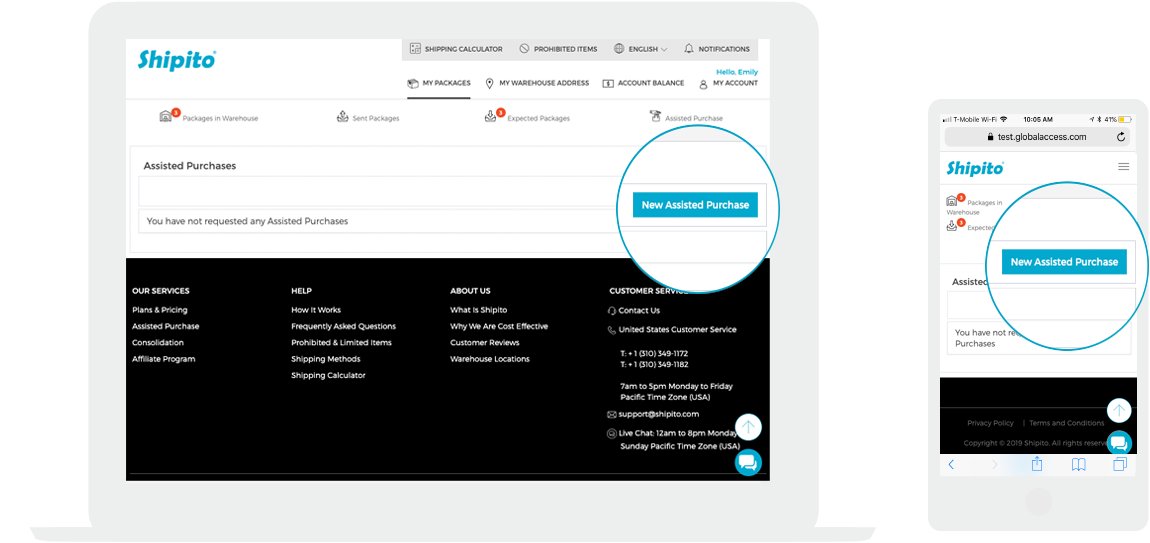 Shipito
SHIPPING CALCULATOR
PROHIBITED ITEMS
ENGLISH
NOTIFICATIONS
Hello, Emily
MY PACKAGES
MY WAREHOUSE ADDRESS
ACCOUNT BALANCE
MY ACCOUNT
3 Packages in Warehouse
Sent Packages
3 Expected Packages
Assisted Purchase
Assisted Purchases
New Assisted Purchase
You have not requested any Assisted Purchases
OUR SERVICES
Plans & Pricing
Assisted Purchase
Consolidation
Affiliate Program
HELP
How It Works
Frequently Asked Questions
Prohibited & Limited Items
Shipping Methods
Shipping Calculator
ABOUT US
What Is Shipito
Why We Are Cost Effective
Customer Reviews
Warehouse Locations
CUSTOMER SERVIC
Contact Us
United States Customer Service
T: + 1 (310) 349-1172
T: + 1 (310) 349-1182
7am to 5pm Monday to Friday
Pacific Time Zone (USA)
support@shipito.com
Live Chat: 12am to 8pm Monday
Sunday Pacific Time Zone (USA)
T-Mobile Wi-Fi 10:05 AM 41%
test.globalaccess.com
Shipito
3 Packages in
Warehouse
3 Expected
New Assisted Purchase
Assisted
You have not re
Purchases
Privacy Policy | Terms and Conditions
Copyright © 2019 Shipito. All rights reserve